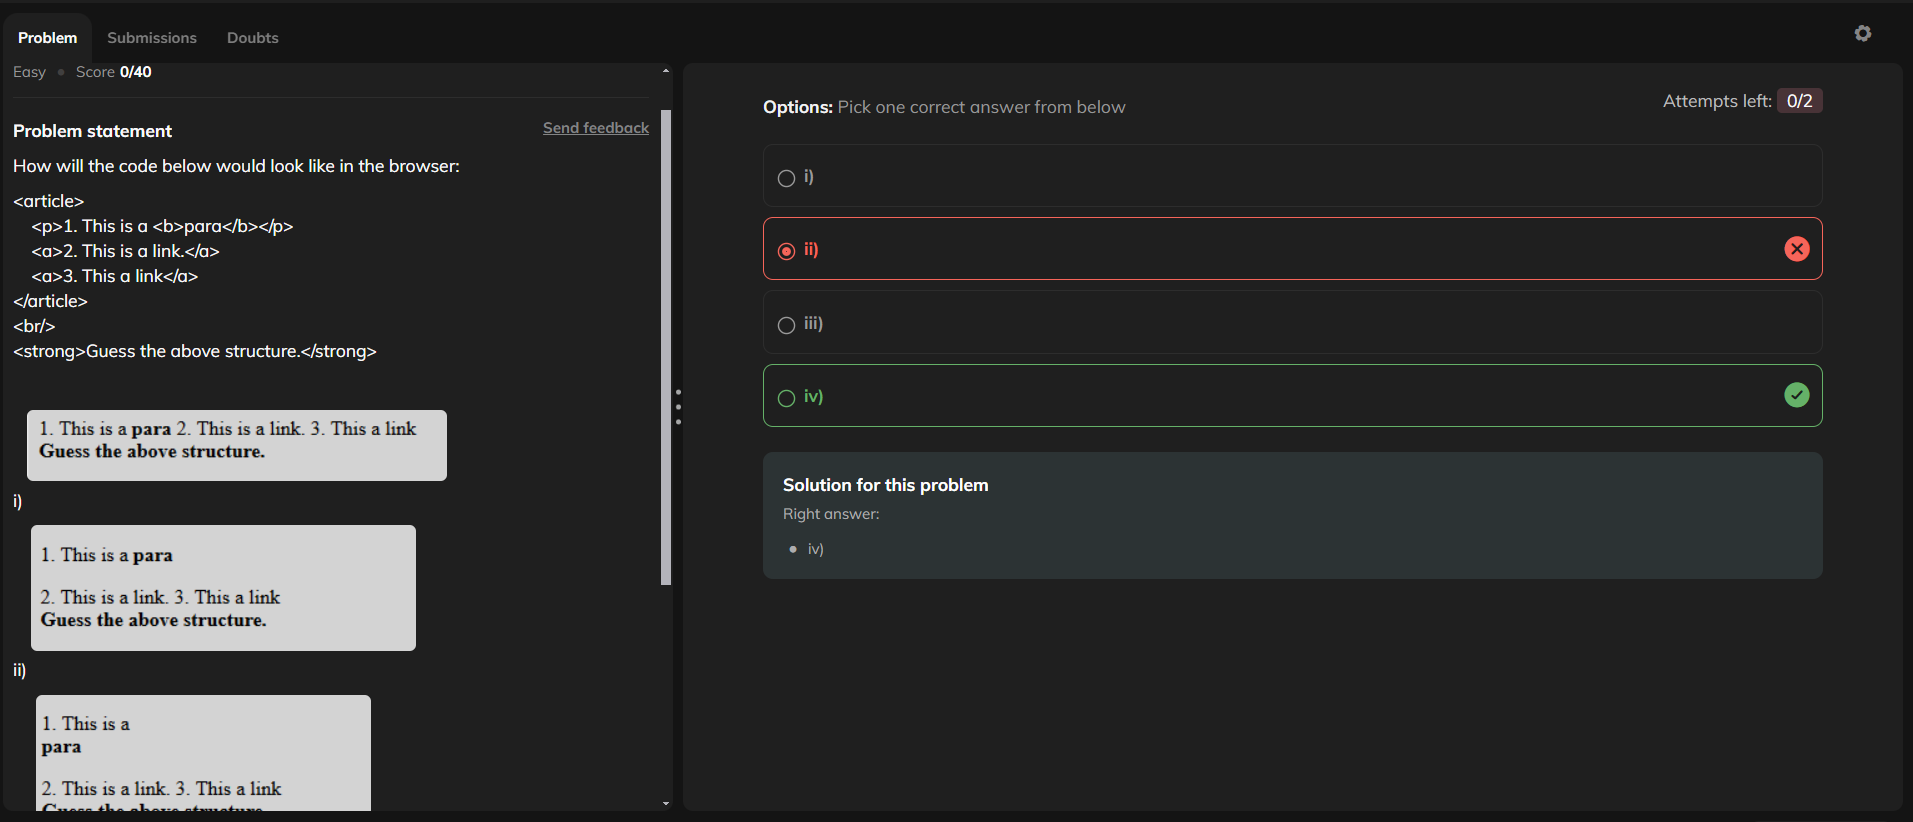 Problem
Submissions
Doubts
Easy • Score 0/40
Problem statement
Send feedback
How will the code below would look like in the browser:
<article>
<p>1. This is a <b>para</b></p>
<a>2. This is a link.</a>
<a>3. This a link</a>
</article>
<br/>
<strong>Guess the above structure.</strong>
1. This is a para 2. This is a link. 3. This a link
Guess the above structure.
i)
1. This is a para
2. This is a link. 3. This a link
Guess the above structure.
ii)
1. This is a
para
2. This is a link. 3. This a link
Guess the above structure
Options: Pick one correct answer from below
Attempts left: 0/2
i)
ii)
iii)
iv)
Solution for this problem
Right answer:
• iv)